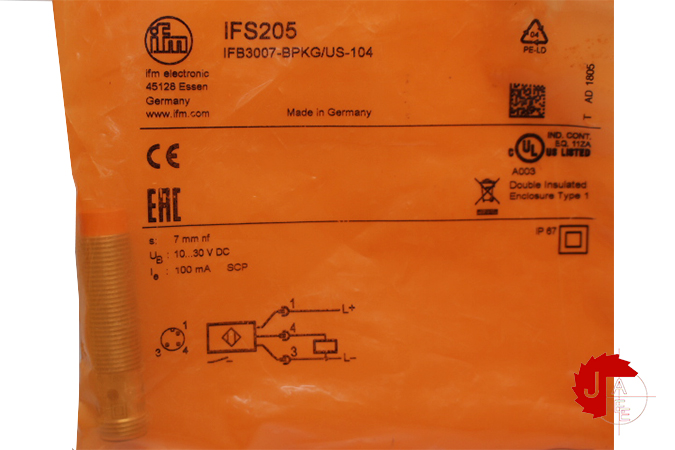 ifm
IFS205
IFB3007-BPKG/US-104
ifm electronic
45128 Essen
Germany
www.ifm.com
Made in Germany
04
PE-LD
T AD 1805
CE
EAC
c UL US LISTED
IND. CONT.
EQ. 11ZA
A003
Double Insulated
Enclosure Type 1
IP 67
s: 7 mm nf
UB: 10...30 V DC
Ie: 100 mA SCP
1
3 4
1 L+
4
3 L-
J